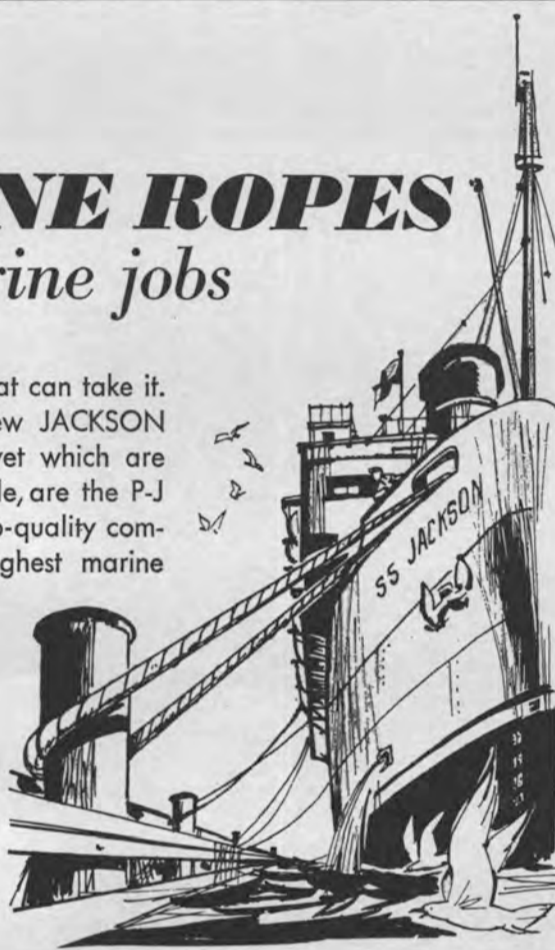 NE ROPES
rine jobs
at can take it.
ew JACKSON
vet which are
le, are the P-J
o-quality com-
ghest marine
SS JACKSON